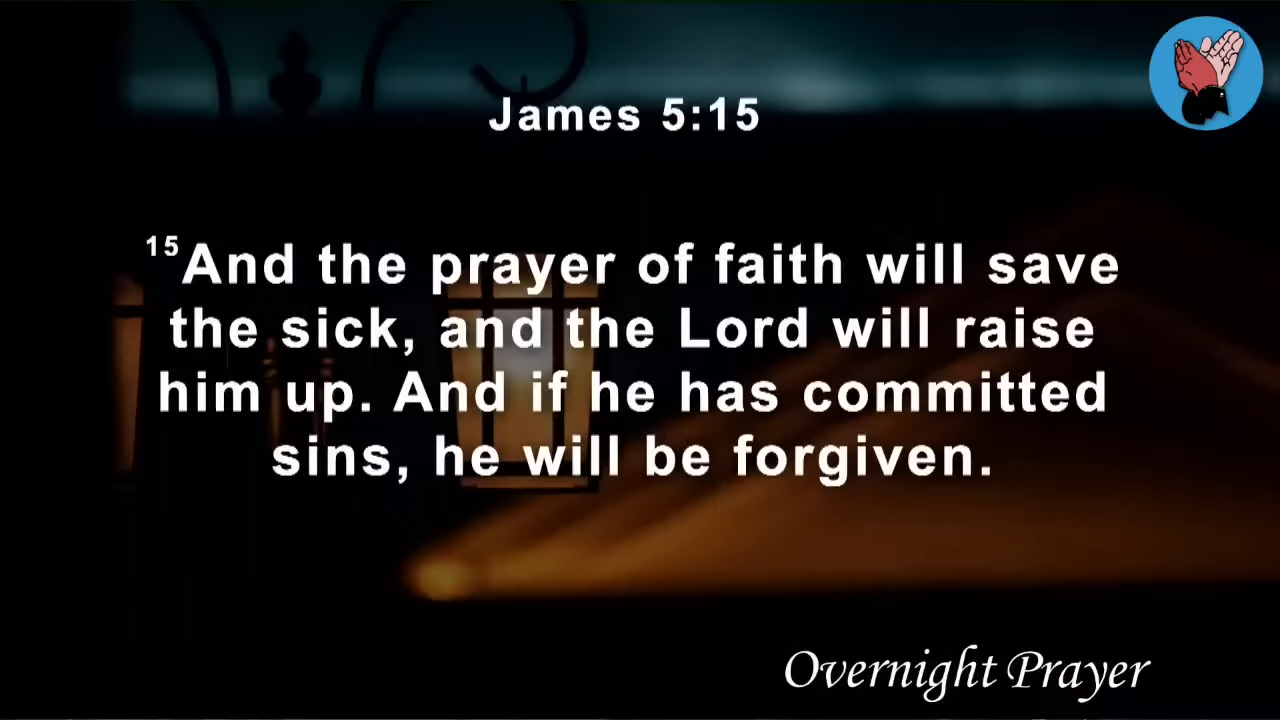 James 5:15
15And the prayer of faith will save
the sick, and the Lord will raise
him up. And if he has committed
sins, he will be forgiven.
Overnight Prayer